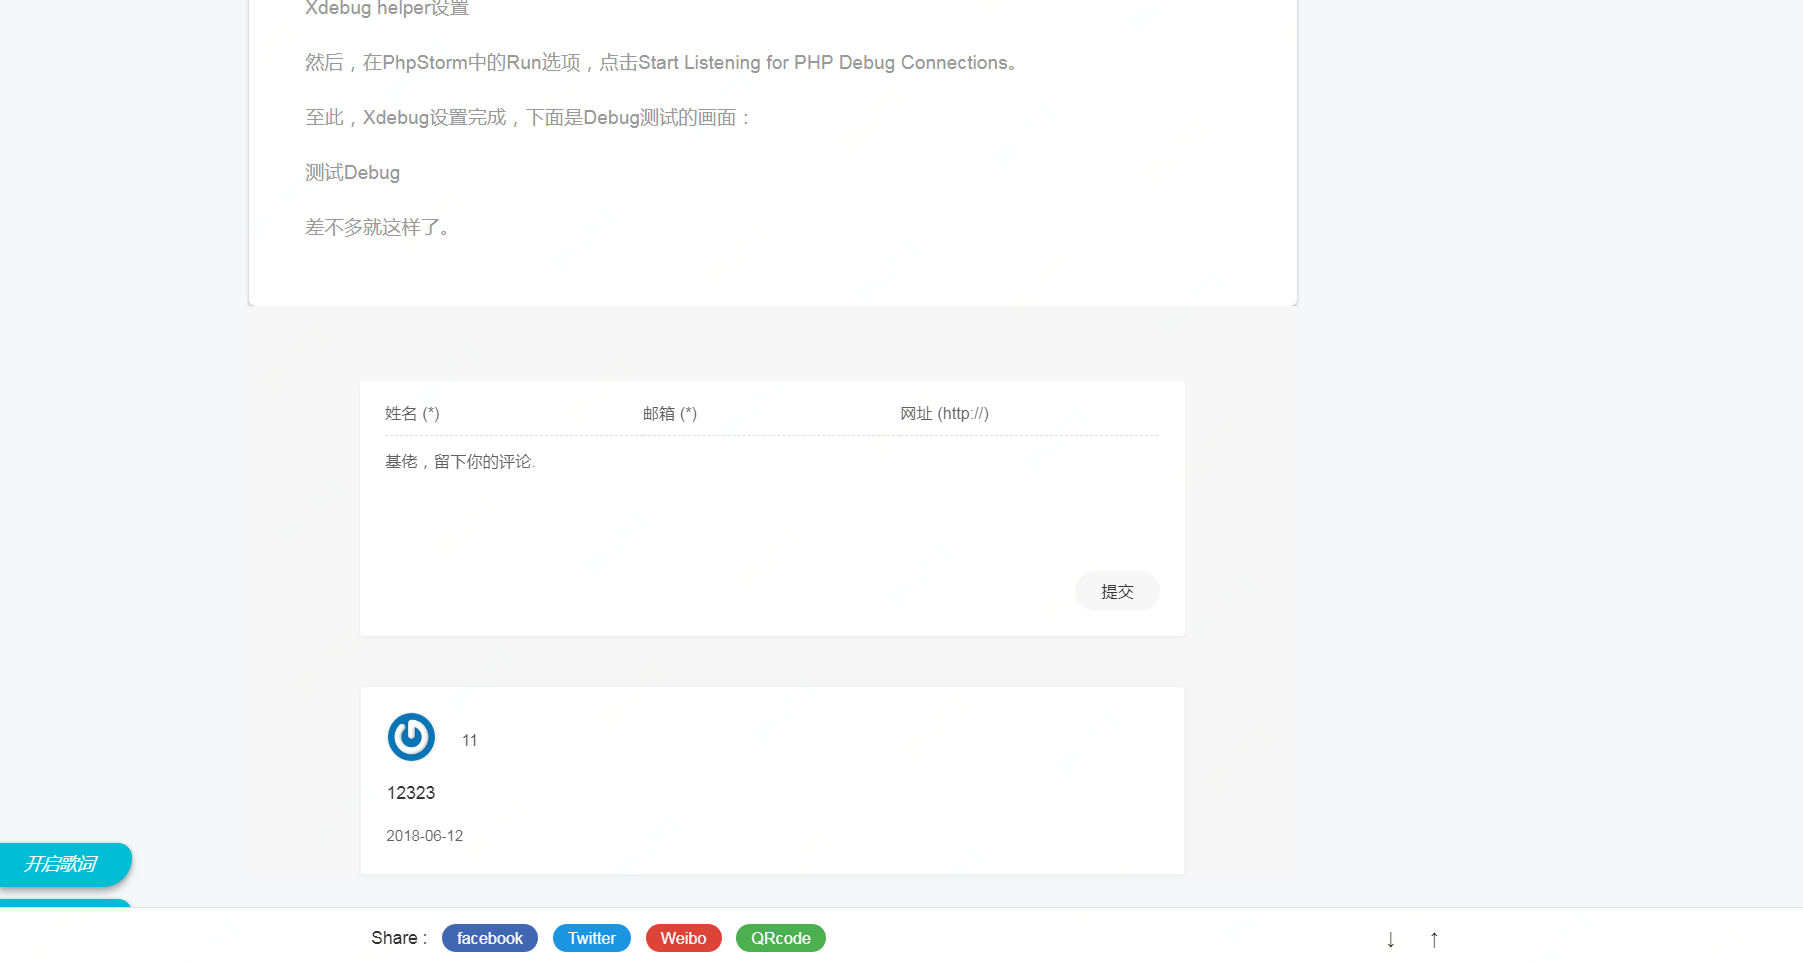 Xdebug helper设置
然后，在PhpStorm中的Run选项，点击Start Listening for PHP Debug Connections。
至此，Xdebug设置完成，下面是Debug测试的画面：
测试Debug
差不多就这样了。
姓名 (*)
邮箱 (*)
网址 (http://)
基佬，留下你的评论.
提交
11
12323
2018-06-12
开启歌词
Share :
facebook
Twitter
Weibo
QRcode
↓ ↑